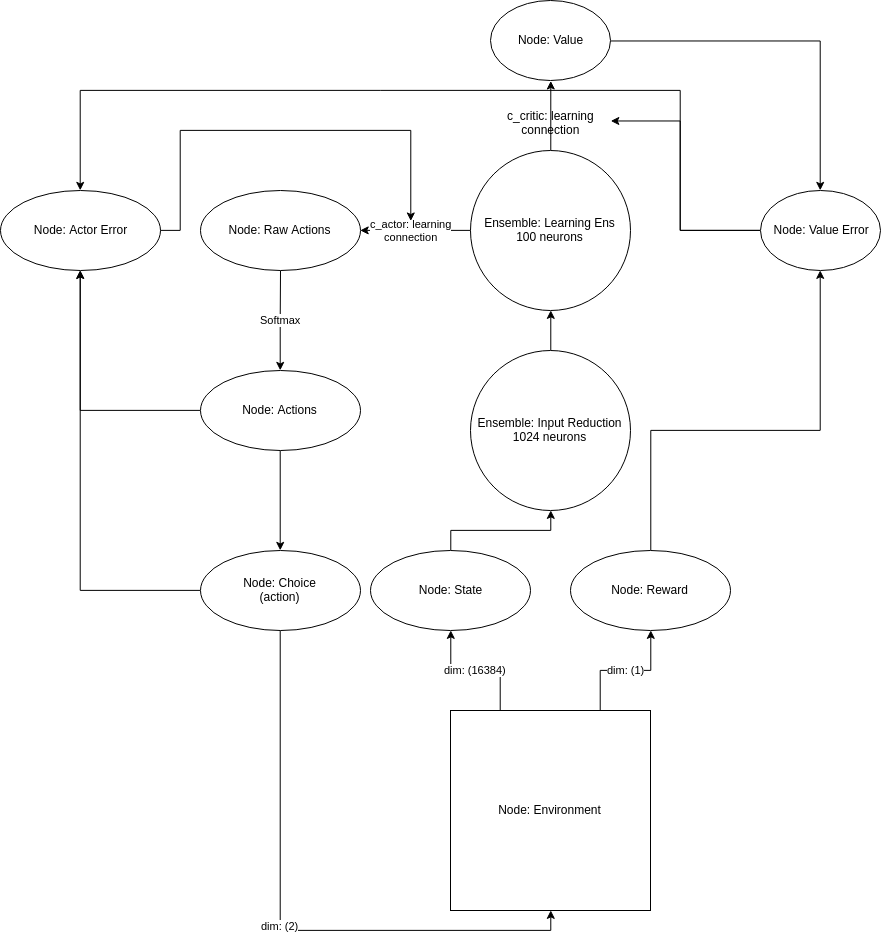 Node: Value
c_critic: learning
connection
Node: Actor Error
Node: Raw Actions
c_actor: learning
connection
Ensemble: Learning Ens
100 neurons
Node: Value Error
Softmax
Node: Actions
Ensemble: Input Reduction
1024 neurons
Node: Choice
(action)
Node: State
Node: Reward
dim: (16384)
dim: (1)
Node: Environment
dim: (2)